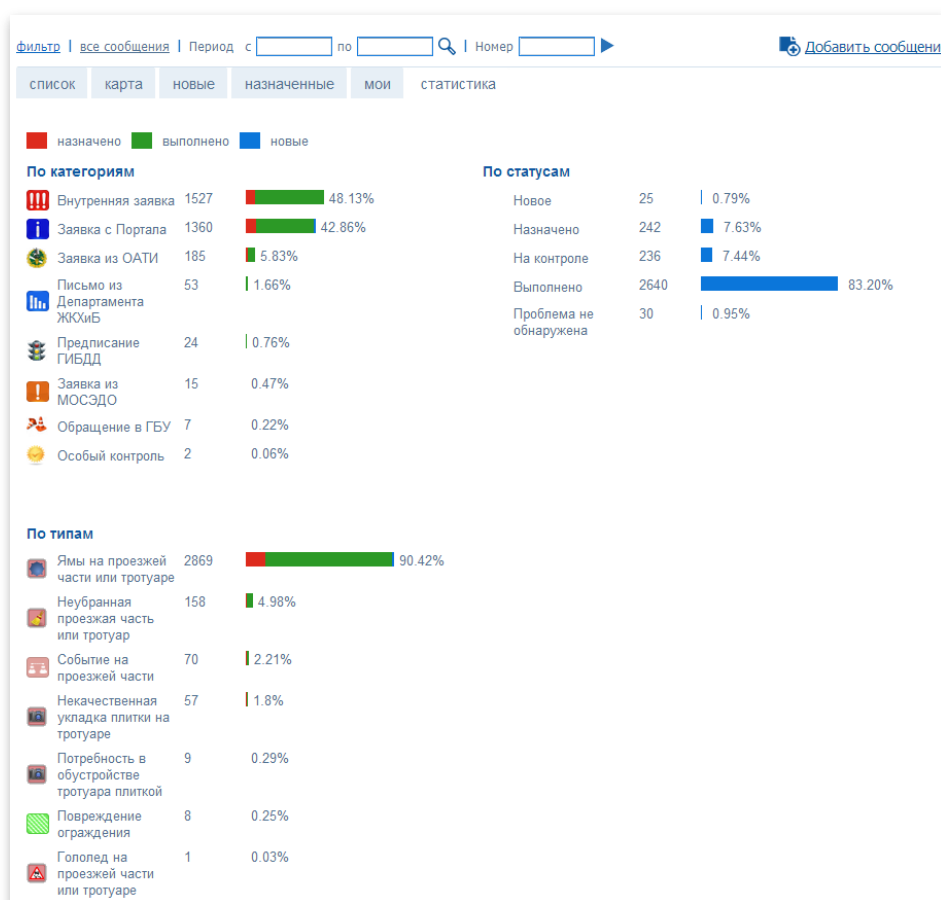 фильтр | все сообщения | Период с по | Номер Добавить сообщени
список карта новые назначенные мои статистика
назначено выполнено новые
По категориям
Внутренняя заявка 1527 48.13%
Заявка с Портала 1360 42.86%
Заявка из ОАТИ 185 5.83%
Письмо из 53 1.66%
Департамента
ЖКХиБ
Предписание 24 0.76%
ГИБДД
Заявка из 15 0.47%
МОСЭДО
Обращение в ГБУ 7 0.22%
Особый контроль 2 0.06%
По статусам
Новое 25 0.79%
Назначено 242 7.63%
На контроле 236 7.44%
Выполнено 2640 83.20%
Проблема не 30 0.95%
обнаружена
По типам
Ямы на проезжей 2869 90.42%
части или тротуаре
Неубранная 158 4.98%
проезжая часть
или тротуар
Событие на 70 2.21%
проезжей части
Некачественная 57 1.8%
укладка плитки на
тротуаре
Потребность в 9 0.29%
обустройстве
тротуара плиткой
Повреждение 8 0.25%
ограждения
Гололед на 1 0.03%
проезжей части
или тротуаре